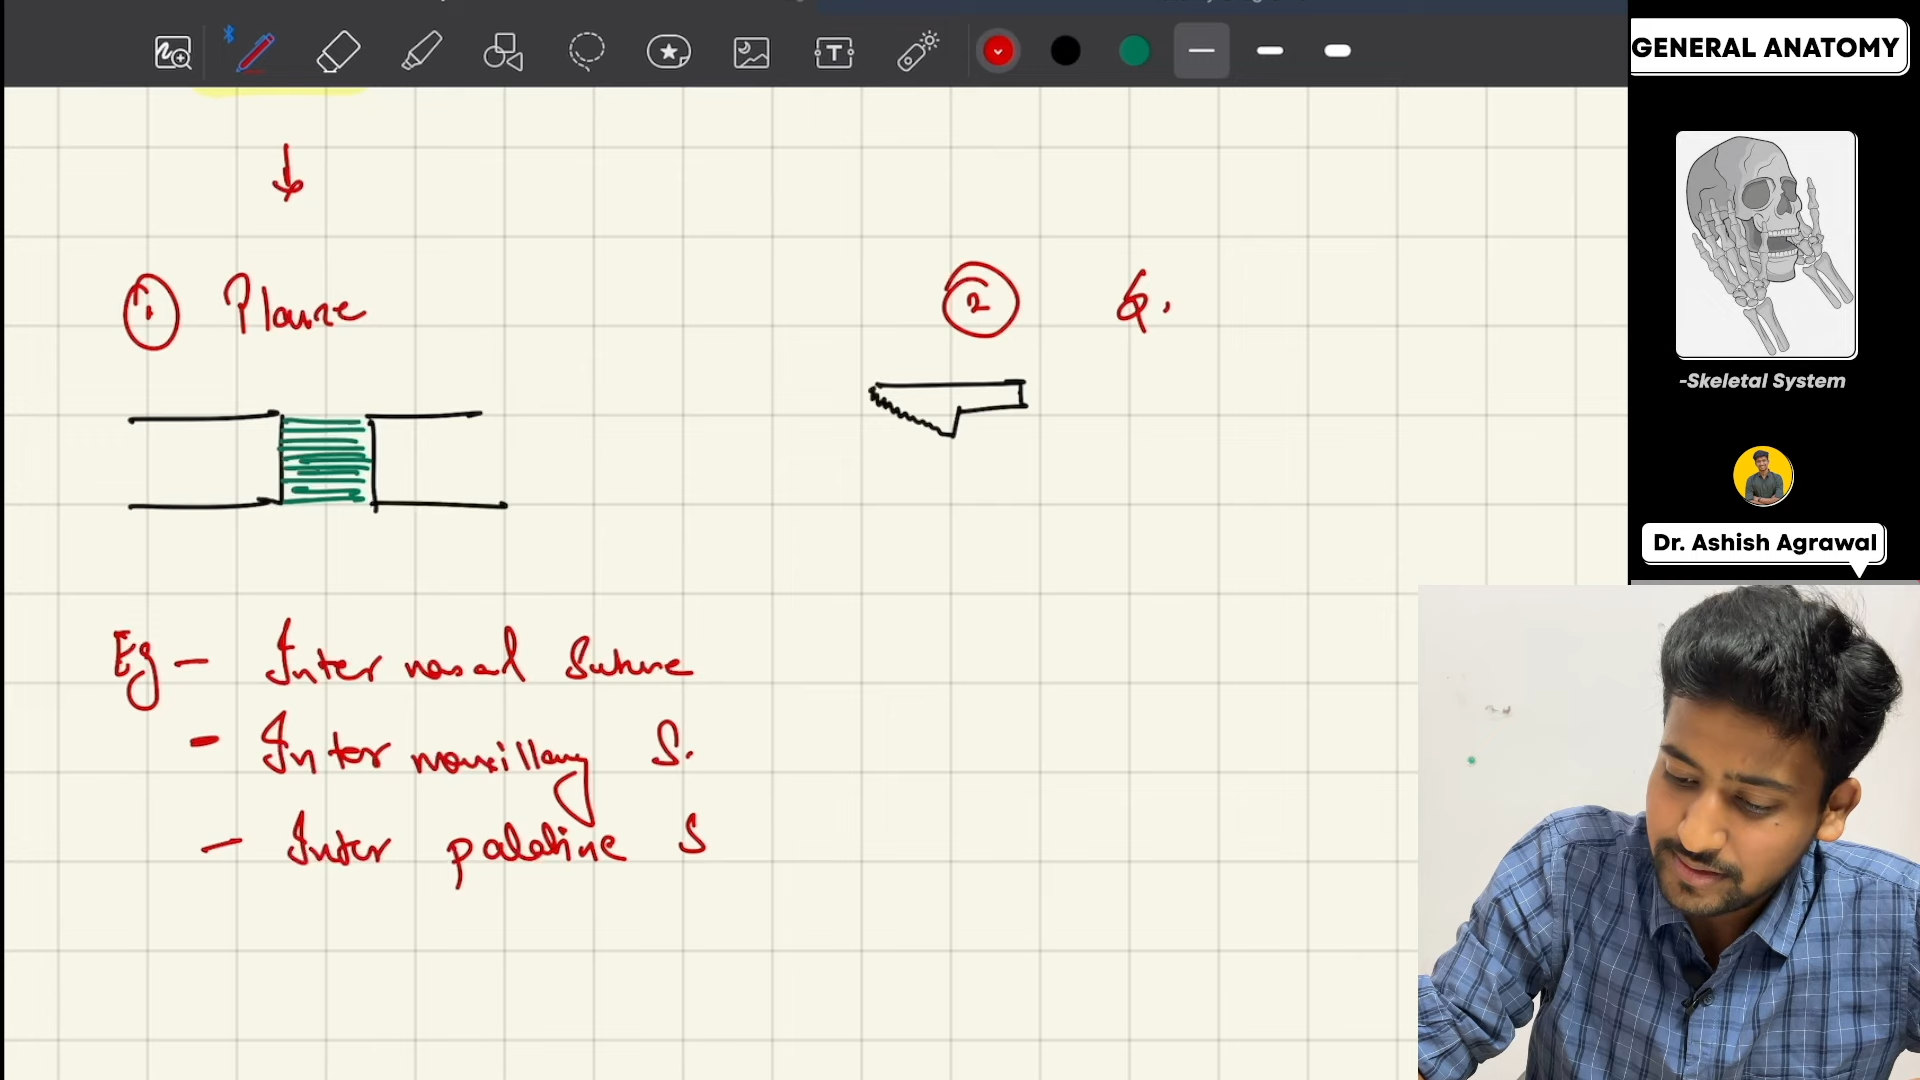 GENERAL ANATOMY
-Skeletal System
Dr. Ashish Agrawal
1 Plane
2
Eg - Inter nasal Suture
- Inter maxillary S.
- Inter palatine S